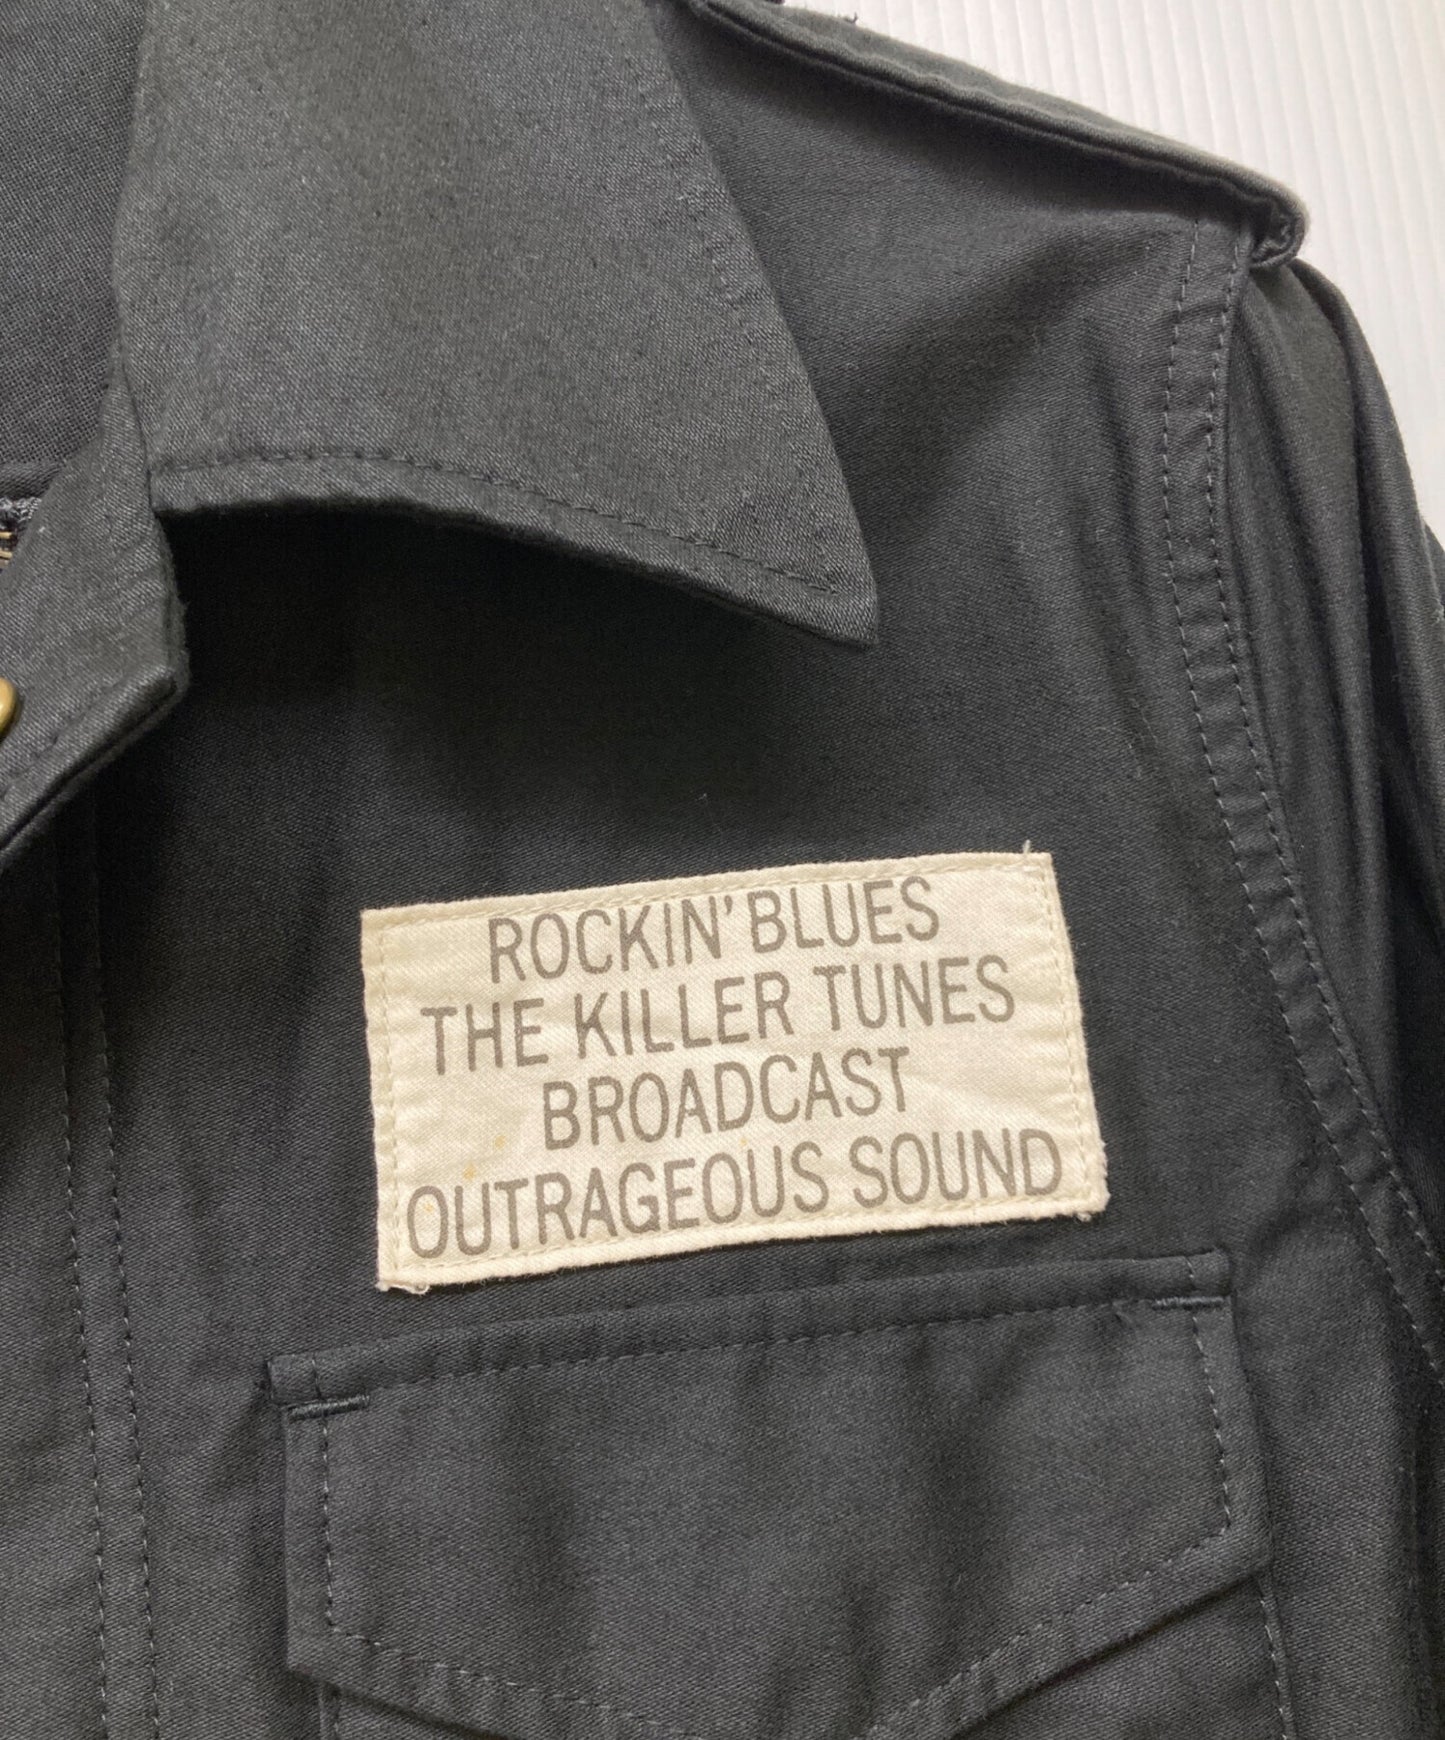 ROCKIN' BLUES
THE KILLER TUNES
BROADCAST
OUTRAGEOUS SOUND